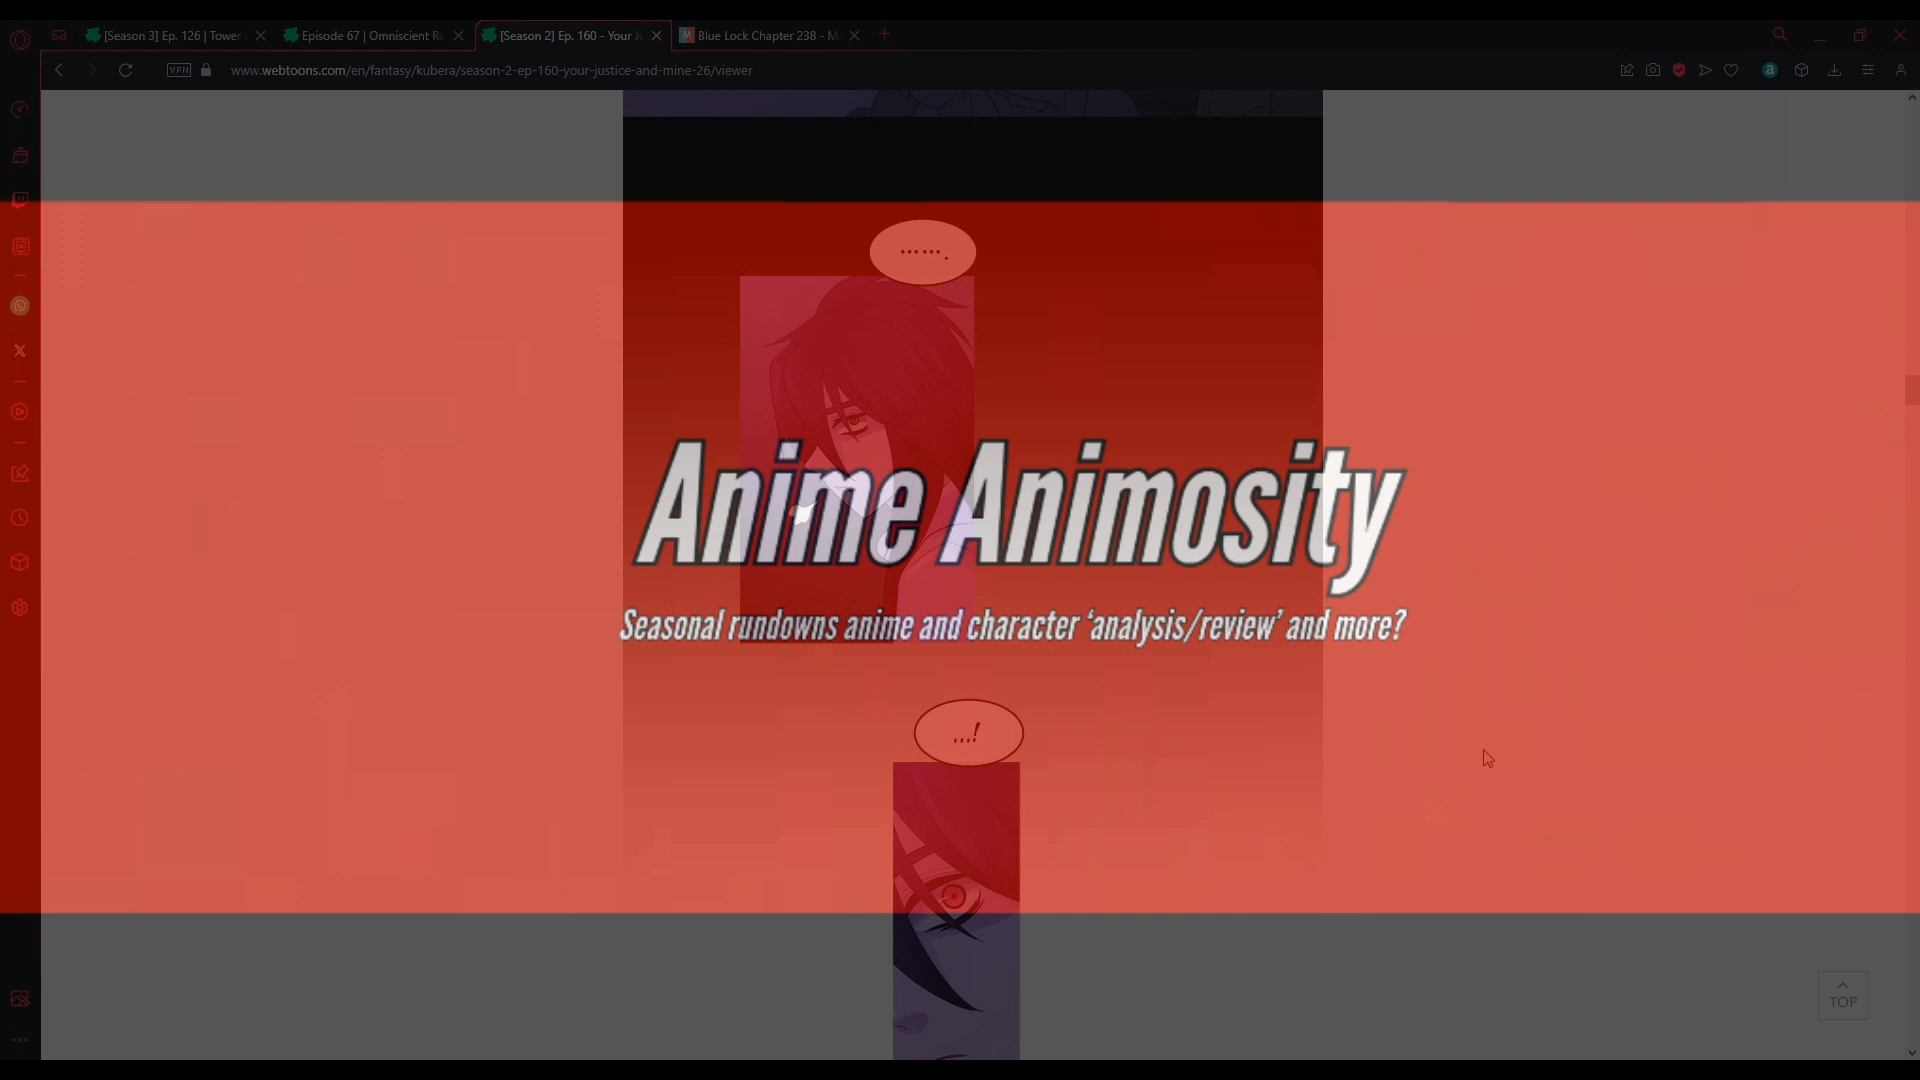 [Season 3] Ep. 126 | Tower
Episode 67 | Omniscient Re
[Season 2] Ep. 160 - Your Ju
Blue Lock Chapter 238 - M
VPN
www.webtoons.com/en/fantasy/kubera/season-2-ep-160-your-justice-and-mine-26/viewer
a
.......
Anime Animosity
Seasonal rundowns anime and character ‘analysis/review’ and more?
...!
TOP